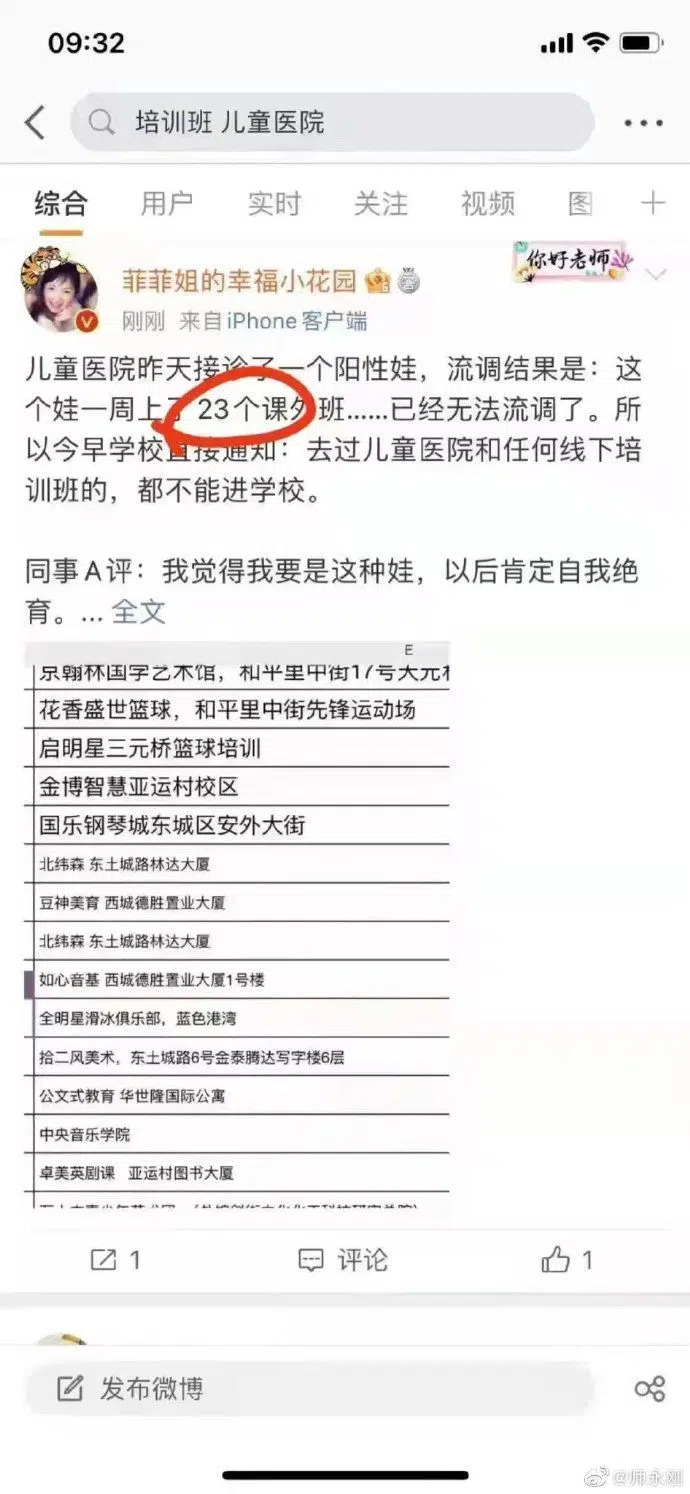 09:32
培训班 儿童医院
综合 用户 实时 关注 视频 图
菲菲姐的幸福小花园
你好老师
刚刚 来自iPhone客户端
儿童医院昨天接诊了一个阳性娃，流调结果是：这
个娃一周上了 23个课外班……已经无法流调了。所
以今早学校直接通知：去过儿童医院和任何线下培
训班的，都不能进学校。
同事A评：我觉得我要是这种娃，以后肯定自我绝
育。... 全文
E
京翰林国学艺术馆，和平里中街17号天元
花香盛世篮球，和平里中街先锋运动场
启明星三元桥篮球培训
金博智慧亚运村校区
国乐钢琴城东城区安外大街
北纬森 东土城路林达大厦
豆神美育 西城德胜置业大厦
北纬森 东土城路林达大厦
如心音基 西城德胜置业大厦1号楼
全明星滑冰俱乐部，蓝色港湾
拾二风美术，东土城路6号金泰腾达写字楼6层
公文式教育 华世隆国际公寓
中央音乐学院
卓美英剧课 亚运村图书大厦
1 评论 1
发布微博
@师永刚